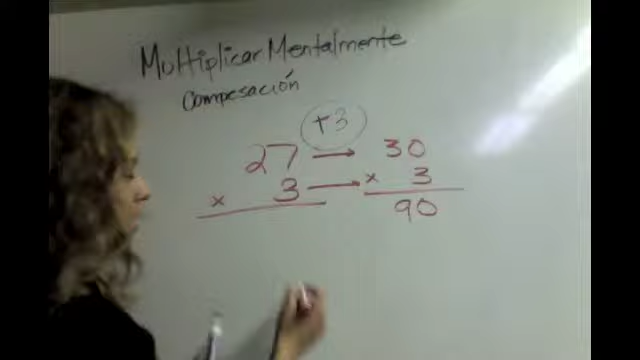 Multiplicar Mentalmente
Compesación
+3
27 → 30
x 3 → x 3
90